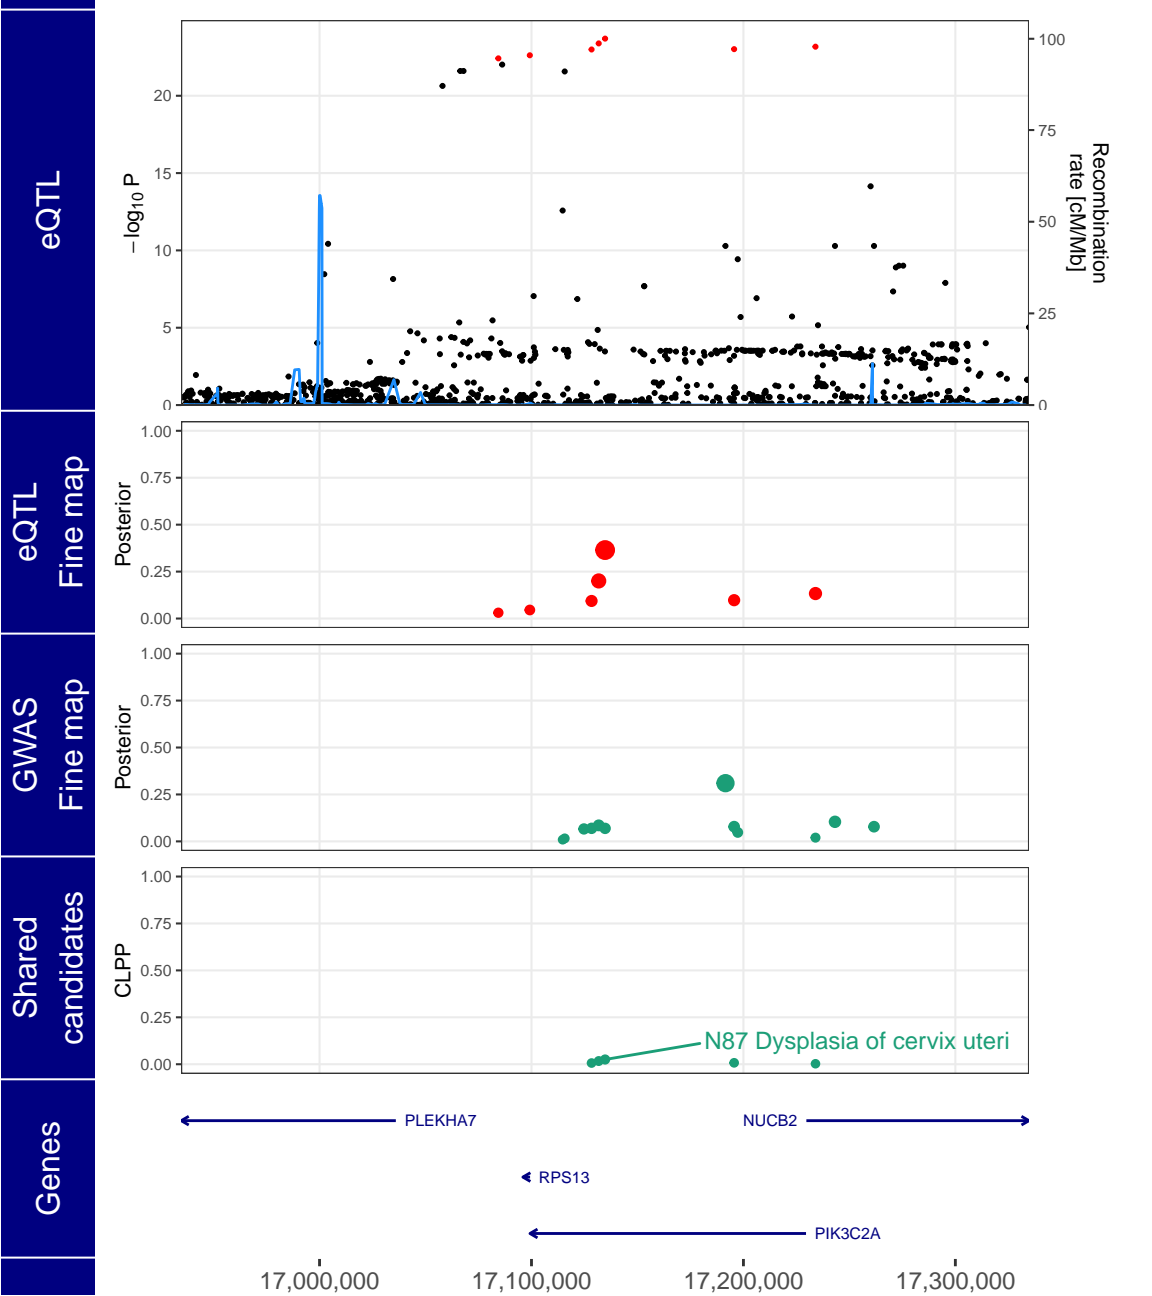 eQTL
−log10 P
20
15
10
5
0
100
75
50
25
0
Recombination
rate [cM/Mb]
eQTL
Fine map
Posterior
1.00
0.75
0.50
0.25
0.00
GWAS
Fine map
Posterior
1.00
0.75
0.50
0.25
0.00
Shared
candidates
CLPP
1.00
0.75
0.50
0.25
0.00
N87 Dysplasia of cervix uteri
Genes
PLEKHA7
NUCB2
RPS13
PIK3C2A
17,000,000
17,100,000
17,200,000
17,300,000